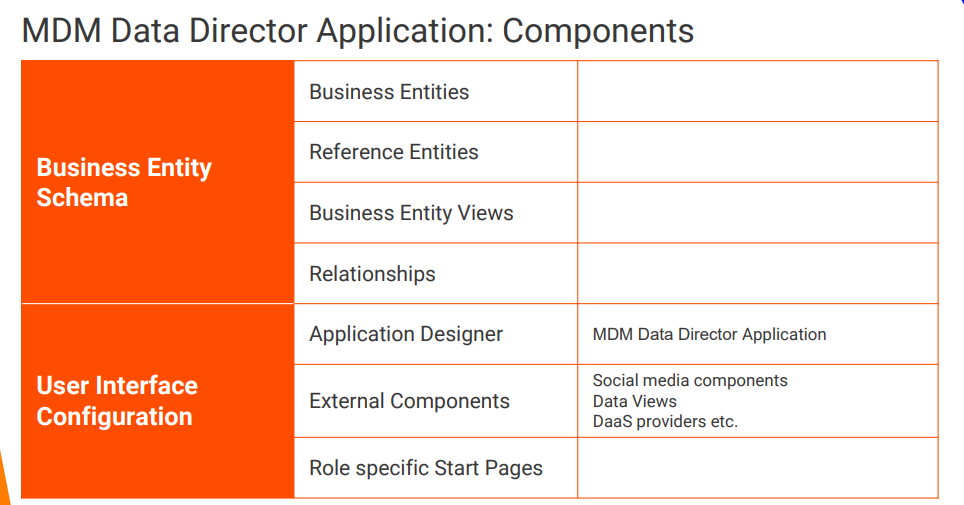 MDM Data Director Application: Components
Business Entity
Schema
Business Entities
Reference Entities
Business Entity Views
Relationships
User Interface
Configuration
Application Designer
MDM Data Director Application
External Components
Social media components
Data Views
DaaS providers etc.
Role specific Start Pages